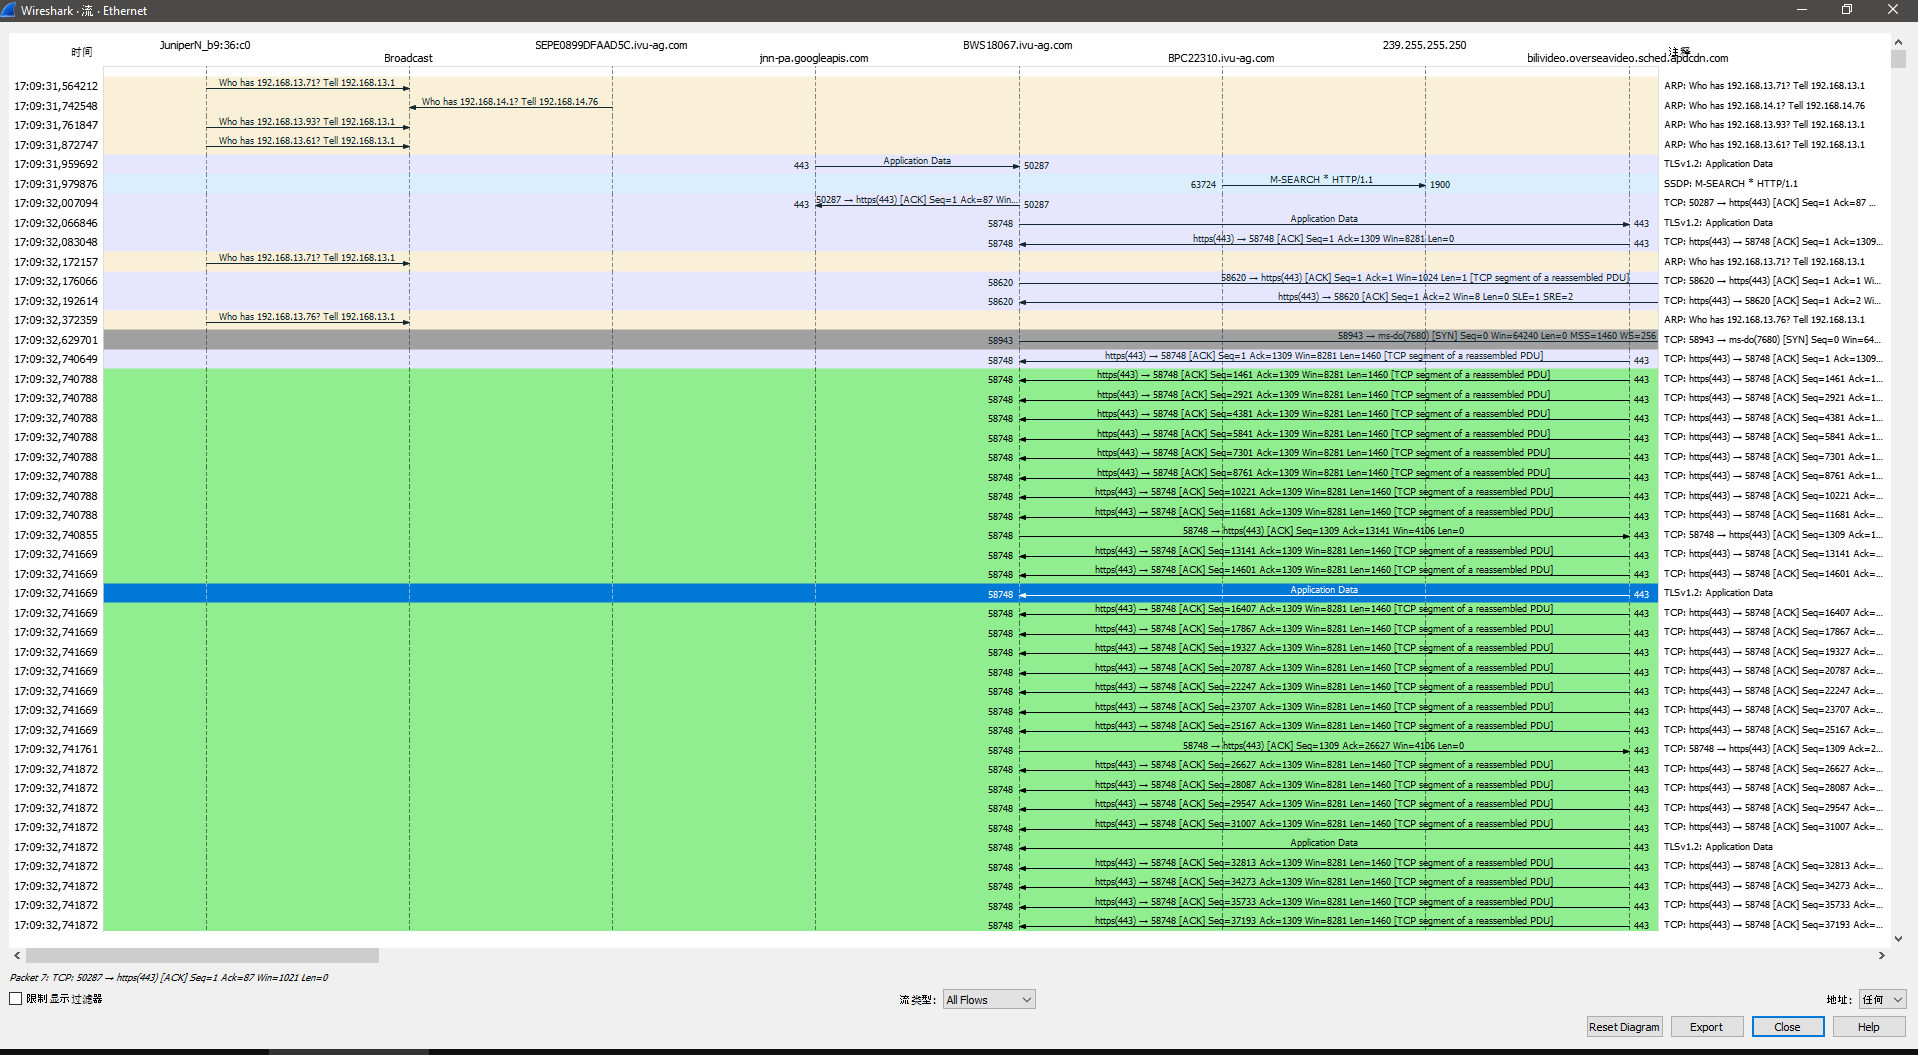 Wireshark · 流 · Ethernet
时间
JuniperN_b9:36:c0
Broadcast
SEPE0899DFAAD5C.ivu-ag.com
jnn-pa.googleapis.com
BWS18067.ivu-ag.com
BPC22310.ivu-ag.com
239.255.255.250
bilivideo.overseavideo.sched.apdcdn.com
注释
17:09:31,564212 Who has 192.168.13.71? Tell 192.168.13.1 ARP: Who has 192.168.13.71? Tell 192.168.13.1
17:09:31,742548 Who has 192.168.14.1? Tell 192.168.14.76 ARP: Who has 192.168.14.1? Tell 192.168.14.76
17:09:31,761847 Who has 192.168.13.93? Tell 192.168.13.1 ARP: Who has 192.168.13.93? Tell 192.168.13.1
17:09:31,872747 Who has 192.168.13.61? Tell 192.168.13.1 ARP: Who has 192.168.13.61? Tell 192.168.13.1
17:09:31,959692 443 Application Data 50287 TLSv1.2: Application Data
17:09:31,979876 63724 M-SEARCH * HTTP/1.1 1900 SSDP: M-SEARCH * HTTP/1.1
17:09:32,007094 443 50287 → https(443) [ACK] Seq=1 Ack=87 Win... 50287 TCP: 50287 → https(443) [ACK] Seq=1 Ack=87 ...
17:09:32,066846 58748 Application Data 443 TLSv1.2: Application Data
17:09:32,083048 58748 https(443) → 58748 [ACK] Seq=1 Ack=1309 Win=8281 Len=0 443 TCP: https(443) → 58748 [ACK] Seq=1 Ack=1309...
17:09:32,172157 Who has 192.168.13.71? Tell 192.168.13.1 ARP: Who has 192.168.13.71? Tell 192.168.13.1
17:09:32,176066 58620 58620 → https(443) [ACK] Seq=1 Ack=1 Win=1024 Len=1 [TCP segment of a reassembled PDU] TCP: 58620 → https(443) [ACK] Seq=1 Ack=1 Wi...
17:09:32,192614 58620 https(443) → 58620 [ACK] Seq=1 Ack=2 Win=8 Len=0 SLE=1 SRE=2 TCP: https(443) → 58620 [ACK] Seq=1 Ack=2 Wi...
17:09:32,372359 Who has 192.168.13.76? Tell 192.168.13.1 ARP: Who has 192.168.13.76? Tell 192.168.13.1
17:09:32,629701 58943 58943 → ms-do(7680) [SYN] Seq=0 Win=64240 Len=0 MSS=1460 WS=256 TCP: 58943 → ms-do(7680) [SYN] Seq=0 Win=64...
17:09:32,740649 58748 https(443) → 58748 [ACK] Seq=1 Ack=1309 Win=8281 Len=1460 [TCP segment of a reassembled PDU] 443 TCP: https(443) → 58748 [ACK] Seq=1 Ack=1309...
17:09:32,740788 58748 https(443) → 58748 [ACK] Seq=1461 Ack=1309 Win=8281 Len=1460 [TCP segment of a reassembled PDU] 443 TCP: https(443) → 58748 [ACK] Seq=1461 Ack=1...
17:09:32,740788 58748 https(443) → 58748 [ACK] Seq=2921 Ack=1309 Win=8281 Len=1460 [TCP segment of a reassembled PDU] 443 TCP: https(443) → 58748 [ACK] Seq=2921 Ack=1...
17:09:32,740788 58748 https(443) → 58748 [ACK] Seq=4381 Ack=1309 Win=8281 Len=1460 [TCP segment of a reassembled PDU] 443 TCP: https(443) → 58748 [ACK] Seq=4381 Ack=1...
17:09:32,740788 58748 https(443) → 58748 [ACK] Seq=5841 Ack=1309 Win=8281 Len=1460 [TCP segment of a reassembled PDU] 443 TCP: https(443) → 58748 [ACK] Seq=5841 Ack=1...
17:09:32,740788 58748 https(443) → 58748 [ACK] Seq=7301 Ack=1309 Win=8281 Len=1460 [TCP segment of a reassembled PDU] 443 TCP: https(443) → 58748 [ACK] Seq=7301 Ack=1...
17:09:32,740788 58748 https(443) → 58748 [ACK] Seq=8761 Ack=1309 Win=8281 Len=1460 [TCP segment of a reassembled PDU] 443 TCP: https(443) → 58748 [ACK] Seq=8761 Ack=1...
17:09:32,740788 58748 https(443) → 58748 [ACK] Seq=10221 Ack=1309 Win=8281 Len=1460 [TCP segment of a reassembled PDU] 443 TCP: https(443) → 58748 [ACK] Seq=10221 Ack=...
17:09:32,740788 58748 https(443) → 58748 [ACK] Seq=11681 Ack=1309 Win=8281 Len=1460 [TCP segment of a reassembled PDU] 443 TCP: https(443) → 58748 [ACK] Seq=11681 Ack=...
17:09:32,740855 58748 58748 → https(443) [ACK] Seq=1309 Ack=13141 Win=4106 Len=0 443 TCP: 58748 → https(443) [ACK] Seq=1309 Ack=1...
17:09:32,741669 58748 https(443) → 58748 [ACK] Seq=13141 Ack=1309 Win=8281 Len=1460 [TCP segment of a reassembled PDU] 443 TCP: https(443) → 58748 [ACK] Seq=13141 Ack=...
17:09:32,741669 58748 https(443) → 58748 [ACK] Seq=14601 Ack=1309 Win=8281 Len=1460 [TCP segment of a reassembled PDU] 443 TCP: https(443) → 58748 [ACK] Seq=14601 Ack=...
17:09:32,741669 58748 Application Data 443 TLSv1.2: Application Data
17:09:32,741669 58748 https(443) → 58748 [ACK] Seq=16407 Ack=1309 Win=8281 Len=1460 [TCP segment of a reassembled PDU] 443 TCP: https(443) → 58748 [ACK] Seq=16407 Ack=...
17:09:32,741669 58748 https(443) → 58748 [ACK] Seq=17867 Ack=1309 Win=8281 Len=1460 [TCP segment of a reassembled PDU] 443 TCP: https(443) → 58748 [ACK] Seq=17867 Ack=...
17:09:32,741669 58748 https(443) → 58748 [ACK] Seq=19327 Ack=1309 Win=8281 Len=1460 [TCP segment of a reassembled PDU] 443 TCP: https(443) → 58748 [ACK] Seq=19327 Ack=...
17:09:32,741669 58748 https(443) → 58748 [ACK] Seq=20787 Ack=1309 Win=8281 Len=1460 [TCP segment of a reassembled PDU] 443 TCP: https(443) → 58748 [ACK] Seq=20787 Ack=...
17:09:32,741669 58748 https(443) → 58748 [ACK] Seq=22247 Ack=1309 Win=8281 Len=1460 [TCP segment of a reassembled PDU] 443 TCP: https(443) → 58748 [ACK] Seq=22247 Ack=...
17:09:32,741669 58748 https(443) → 58748 [ACK] Seq=23707 Ack=1309 Win=8281 Len=1460 [TCP segment of a reassembled PDU] 443 TCP: https(443) → 58748 [ACK] Seq=23707 Ack=...
17:09:32,741669 58748 https(443) → 58748 [ACK] Seq=25167 Ack=1309 Win=8281 Len=1460 [TCP segment of a reassembled PDU] 443 TCP: https(443) → 58748 [ACK] Seq=25167 Ack=...
17:09:32,741761 58748 58748 → https(443) [ACK] Seq=1309 Ack=26627 Win=4106 Len=0 443 TCP: 58748 → https(443) [ACK] Seq=1309 Ack=2...
17:09:32,741872 58748 https(443) → 58748 [ACK] Seq=26627 Ack=1309 Win=8281 Len=1460 [TCP segment of a reassembled PDU] 443 TCP: https(443) → 58748 [ACK] Seq=26627 Ack=...
17:09:32,741872 58748 https(443) → 58748 [ACK] Seq=28087 Ack=1309 Win=8281 Len=1460 [TCP segment of a reassembled PDU] 443 TCP: https(443) → 58748 [ACK] Seq=28087 Ack=...
17:09:32,741872 58748 https(443) → 58748 [ACK] Seq=29547 Ack=1309 Win=8281 Len=1460 [TCP segment of a reassembled PDU] 443 TCP: https(443) → 58748 [ACK] Seq=29547 Ack=...
17:09:32,741872 58748 https(443) → 58748 [ACK] Seq=31007 Ack=1309 Win=8281 Len=1460 [TCP segment of a reassembled PDU] 443 TCP: https(443) → 58748 [ACK] Seq=31007 Ack=...
17:09:32,741872 58748 Application Data 443 TLSv1.2: Application Data
17:09:32,741872 58748 https(443) → 58748 [ACK] Seq=32813 Ack=1309 Win=8281 Len=1460 [TCP segment of a reassembled PDU] 443 TCP: https(443) → 58748 [ACK] Seq=32813 Ack=...
17:09:32,741872 58748 https(443) → 58748 [ACK] Seq=34273 Ack=1309 Win=8281 Len=1460 [TCP segment of a reassembled PDU] 443 TCP: https(443) → 58748 [ACK] Seq=34273 Ack=...
17:09:32,741872 58748 https(443) → 58748 [ACK] Seq=35733 Ack=1309 Win=8281 Len=1460 [TCP segment of a reassembled PDU] 443 TCP: https(443) → 58748 [ACK] Seq=35733 Ack=...
17:09:32,741872 58748 https(443) → 58748 [ACK] Seq=37193 Ack=1309 Win=8281 Len=1460 [TCP segment of a reassembled PDU] 443 TCP: https(443) → 58748 [ACK] Seq=37193 Ack=...
Packet 7: TCP: 50287 → https(443) [ACK] Seq=1 Ack=87 Win=1021 Len=0
限制显示过滤器
流类型: All Flows
地址: 任何
Reset Diagram
Export
Close
Help